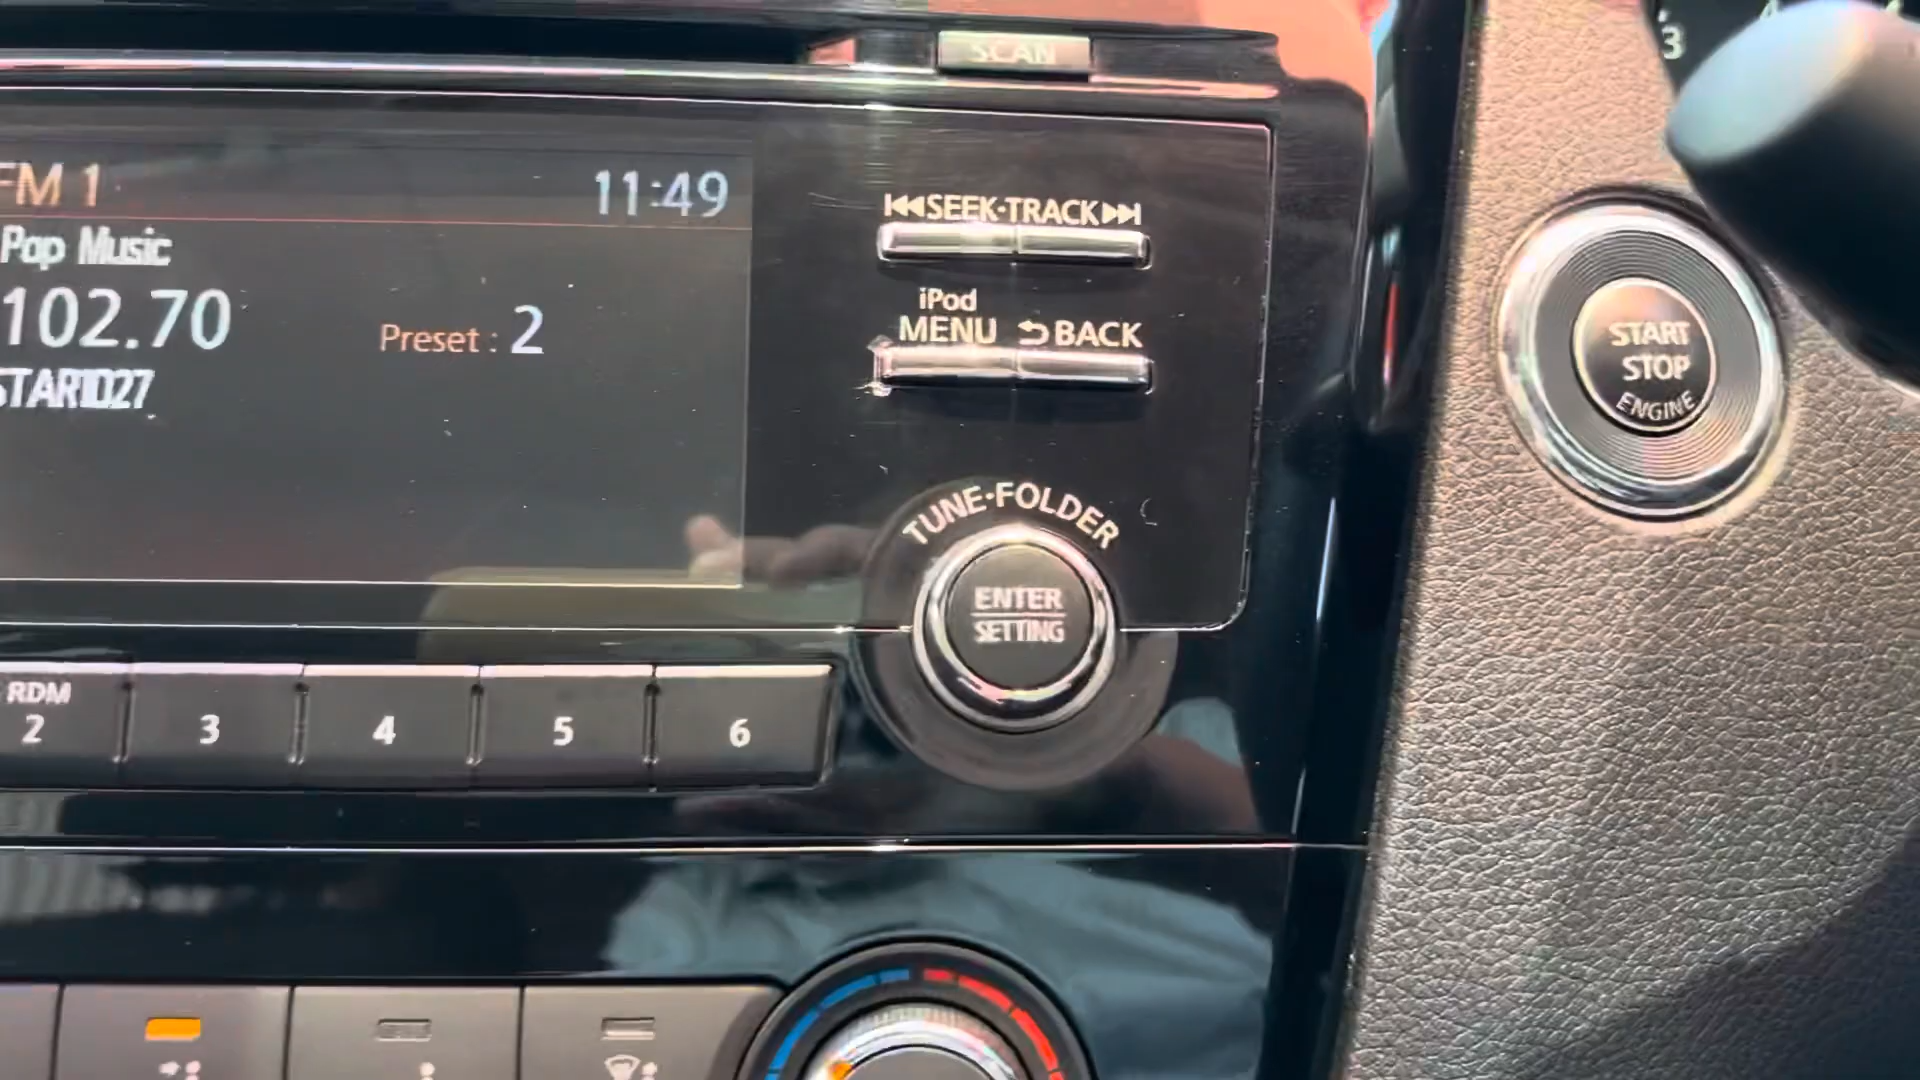 SCAN
3
FM 1
11:49
SEEK·TRACK
Pop Music
102.70
Preset : 2
iPod
MENU
BACK
START
STOP
ENGINE
STAR1027
TUNE·FOLDER
ENTER
SETTING
RDM
2
3
4
5
6